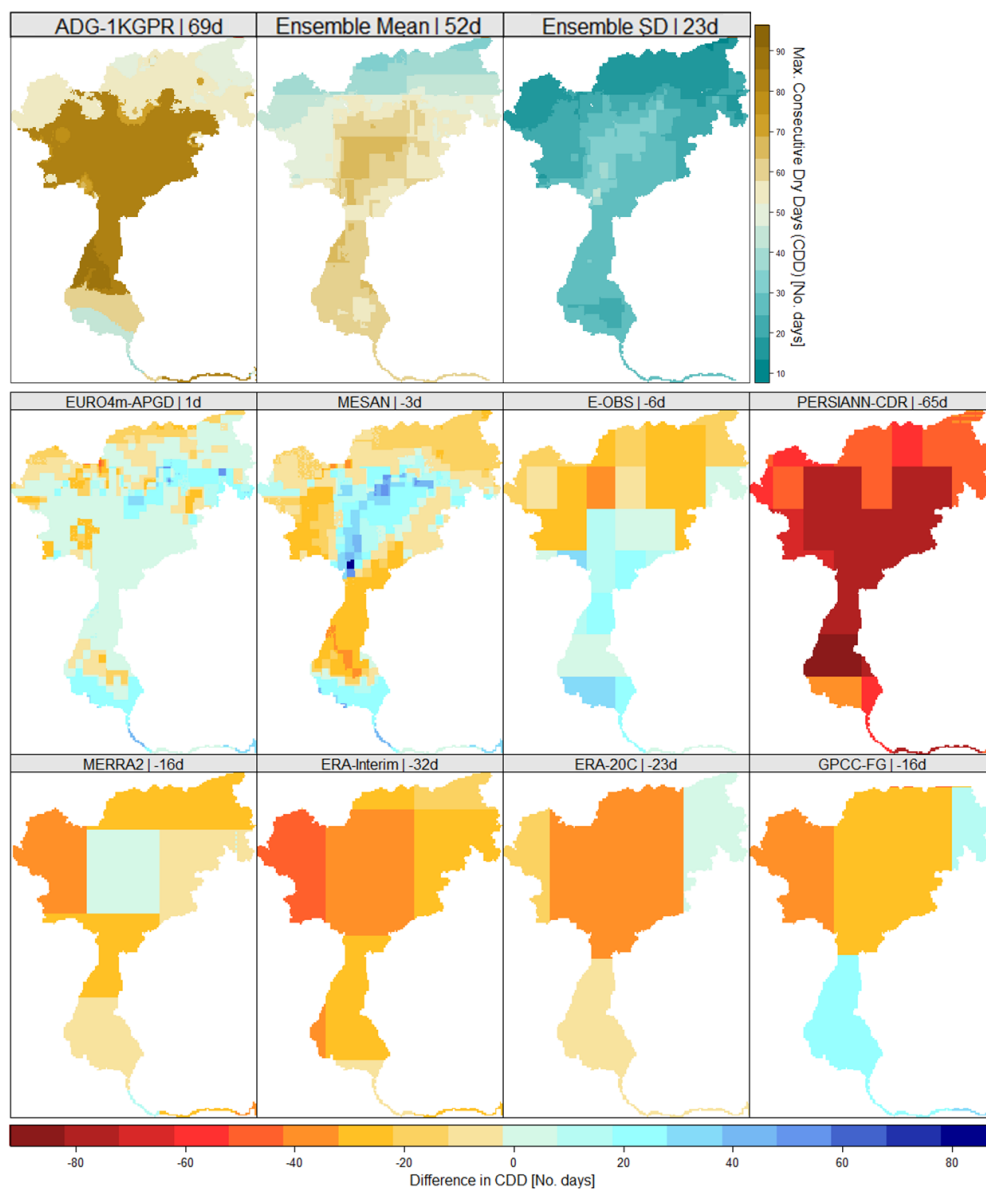 ADG-1KGPR | 69d
Ensemble Mean | 52d
Ensemble SD | 23d
90
80
70
60
50
40
30
20
10
Max. Consecutive Dry Days (CDD) [No. days]
EURO4m-APGD | 1d
MESAN | -3d
E-OBS | -6d
PERSIANN-CDR | -65d
MERRA2 | -16d
ERA-Interim | -32d
ERA-20C | -23d
GPCC-FG | -16d
-80
-60
-40
-20
0
20
40
60
80
Difference in CDD [No. days]